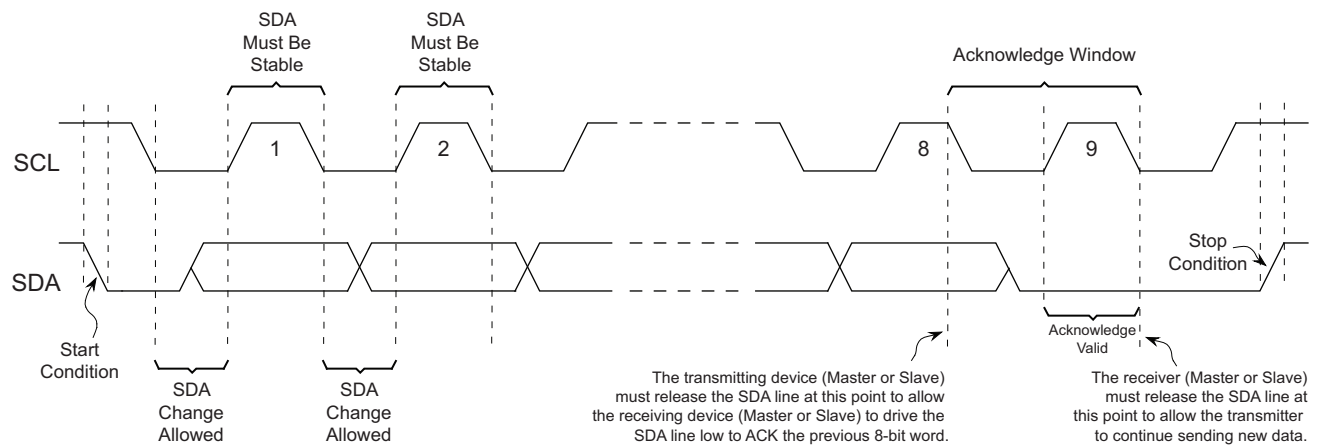 SDA
Must Be
Stable
SDA
Must Be
Stable
Acknowledge Window
SCL
1
2
8
9
SDA
Stop
Condition
Start
Condition
Acknowledge
Valid
SDA
Change
Allowed
SDA
Change
Allowed
The transmitting device (Master or Slave)
must release the SDA line at this point to allow
the receiving device (Master or Slave) to drive the
SDA line low to ACK the previous 8-bit word.
The receiver (Master or Slave)
must release the SDA line at
this point to allow the transmitter
to continue sending new data.